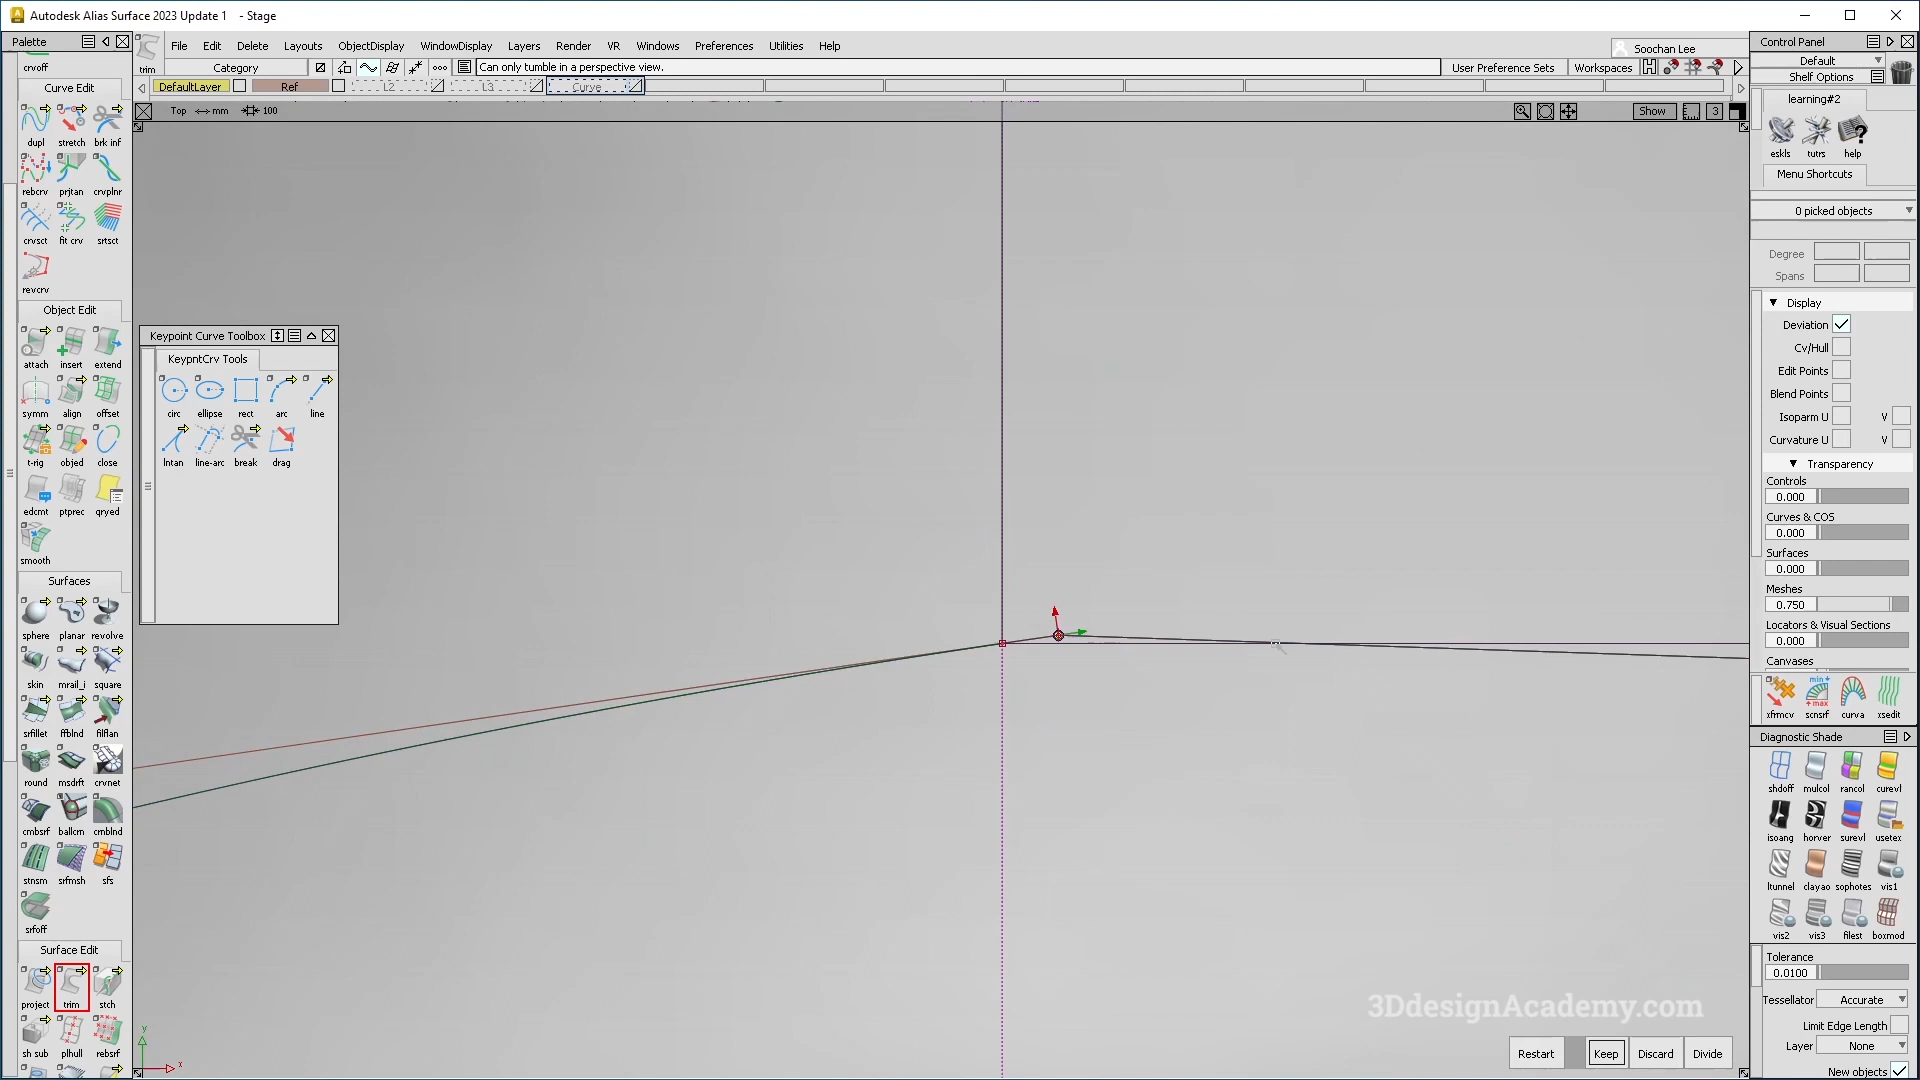 Autodesk Alias Surface 2023 Update 1 - Stage
Palette
File Edit Delete Layouts ObjectDisplay WindowDisplay Layers Render VR Windows Preferences Utilities Help
Soochan Lee
Control Panel
crvoff
trim
Category
Can only tumble in a perspective view.
User Preference Sets
Workspaces
Default
Shelf Options
Curve Edit
DefaultLayer
Ref
L2
L3
Curve
learning#2
Top mm 100
Show
3
dupl stretch brk inf
eskls tutrs help
Menu Shortcuts
rebcrv prjtan crvplnr
0 picked objects
crvsct fit crv srtsct
Degree
Spans
revcrv
Object Edit
Display
Deviation
Keypoint Curve Toolbox
KeypntCrv Tools
Cv/Hull
attach insert extend
Edit Points
Blend Points
circ ellipse rect arc line
symm align offset
Isoparm U V
Curvature U V
lntan line-arc break drag
t-rig objed close
Transparency
Controls
0.000
edcmt ptprec qryed
Curves & COS
0.000
smooth
Surfaces
0.000
Surfaces
Meshes
0.750
sphere planar revolve
Locators & Visual Sections
0.000
Canvases
skin mrail_i square
min
max
xfrmcv scnsrf curva xsedit
srfillet ffblnd filflan
Diagnostic Shade
round msdrft crvnet
shdoff mulcol rancol curevl
cmbsrf ballcrn crnblnd
isoang horver surevl usetex
stnsrn srfmsh sfs
ltunnel clayao sophotes vis1
srfoff
vis2 vis3 filest boxmod
Surface Edit
Tolerance
0.0100
project trim stch
Tessellator Accurate
3DdesignAcademy.com
Limit Edge Length
sh sub plhull rebsrf
Layer None
Restart Keep Discard Divide
New objects
y
x